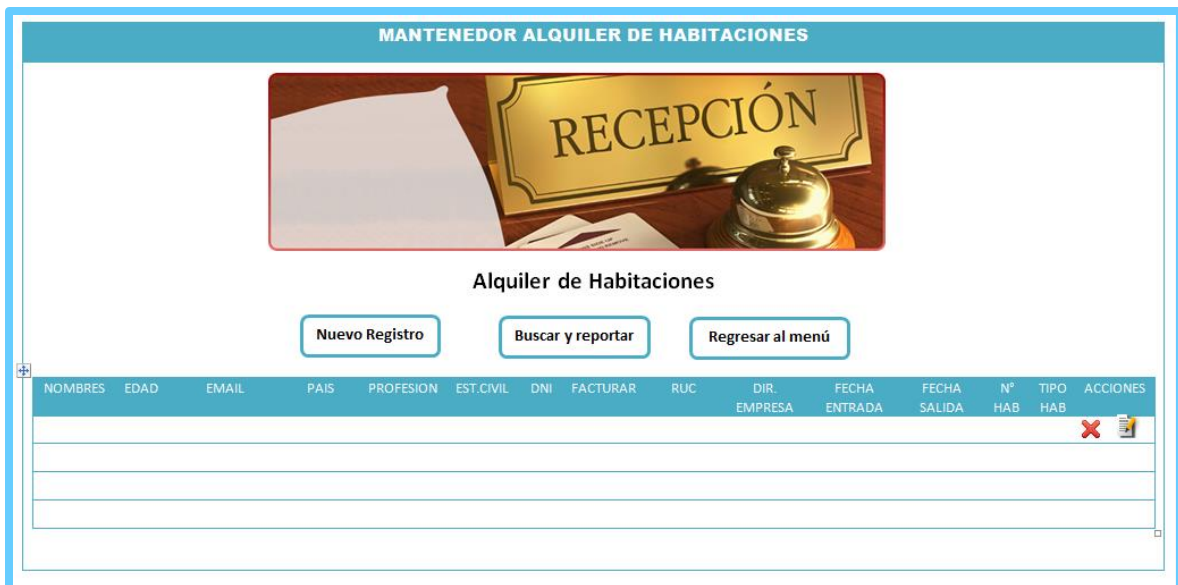 MANTENEDOR ALQUILER DE HABITACIONES
RECEPCIÓN
Alquiler de Habitaciones
Nuevo Registro
Buscar y reportar
Regresar al menú
NOMBRES EDAD EMAIL PAIS PROFESION EST.CIVIL DNI FACTURAR RUC DIR. FECHA FECHA N° TIPO ACCIONES
EMPRESA ENTRADA SALIDA HAB HAB